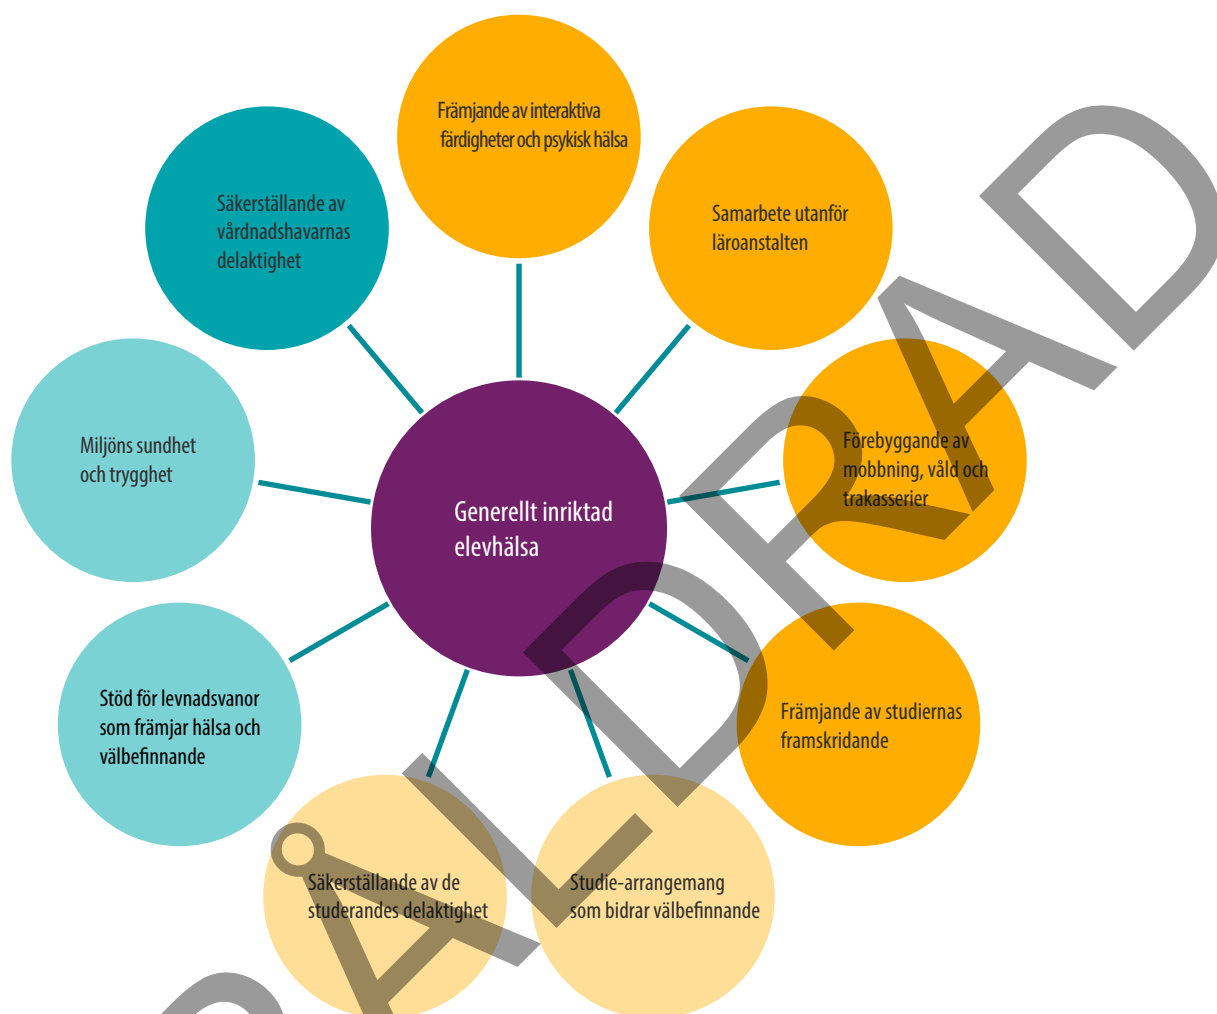 Främjande av interaktiva
färdigheter och psykisk hälsa
Samarbete utanför
läroanstalten
Förebyggande av
mobbning, våld och
trakasserier
Främjande av studiernas
framskridande
Studie-arrangemang
som bidrar välbefinnande
Säkerställande av de
studerandes delaktighet
Stöd för levnadsvanor
som främjar hälsa och
välbefinnande
Miljöns sundhet
och trygghet
Säkerställande av
vårdnadshavarnas
delaktighet
Generellt inriktad
elevhälsa